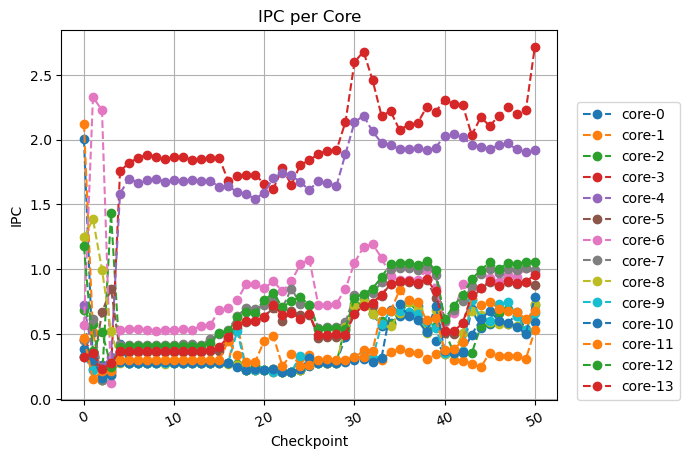 IPC per Core
IPC
2.5
2.0
1.5
1.0
0.5
0.0
0
10
20
30
40
50
Checkpoint
core-0
core-1
core-2
core-3
core-4
core-5
core-6
core-7
core-8
core-9
core-10
core-11
core-12
core-13